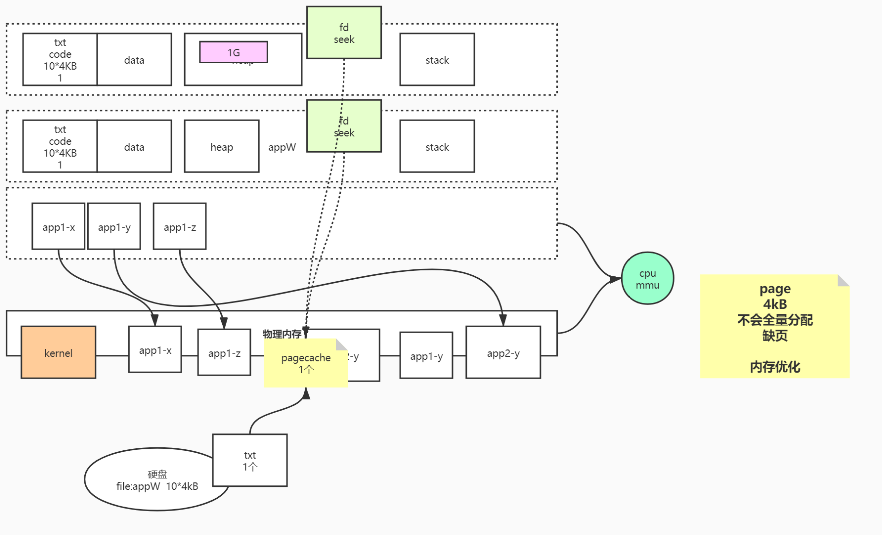 fd
seek
txt
code
10*4KB
1
data
1G
heap
stack
fd
seek
txt
code
10*4KB
1
data
heap
appW
stack
app1-x
app1-y
app1-z
cpu
mmu
page
4kB
不会全量分配
缺页
内存优化
物理内存
kernel
app1-x
app1-z
pagecache
1个
2-y
app1-y
app2-y
txt
1个
硬盘
file:appW 10*4kB